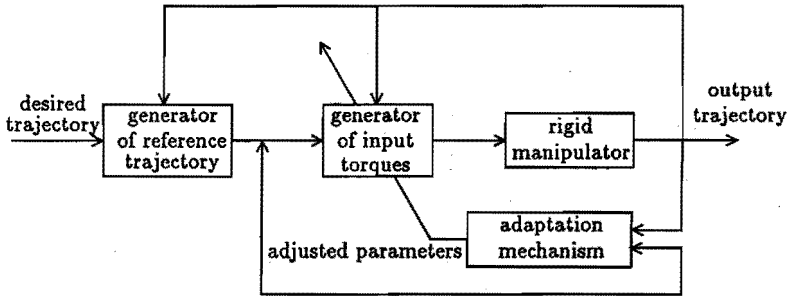 desired
trajectory
generator
of reference
trajectory
generator
of input
torques
rigid
manipulator
output
trajectory
adaptation
mechanism
adjusted parameters